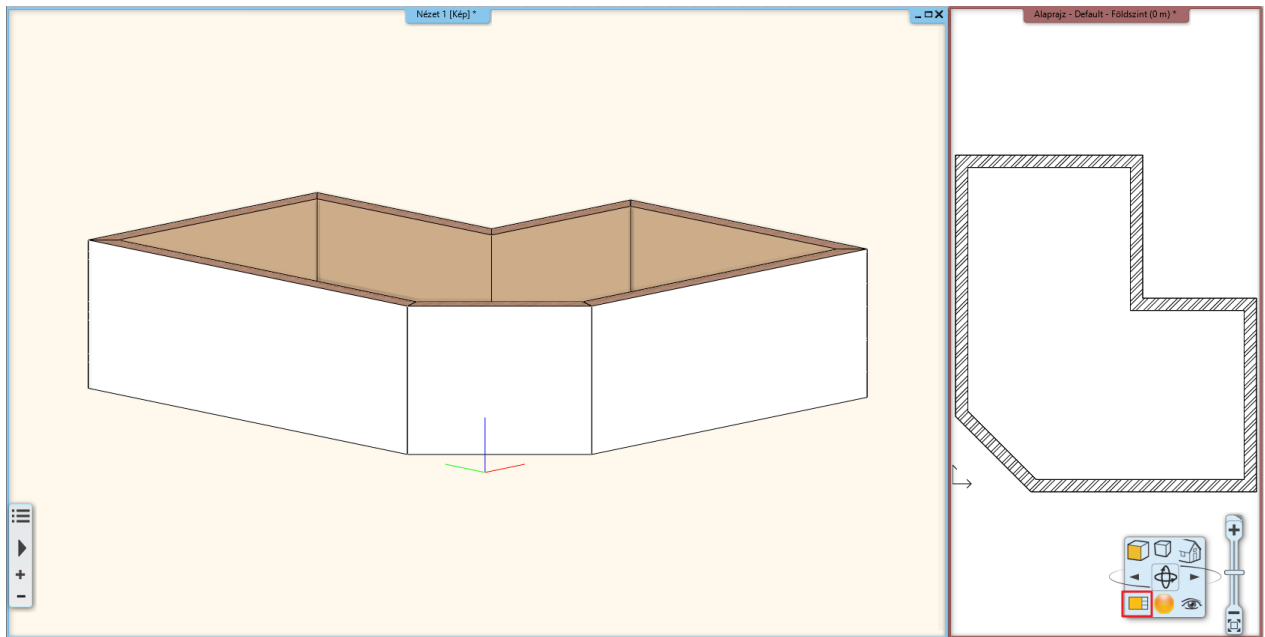 Nézet 1 [Kép] *
Alaprajz - Default - Földszint (0 m) *